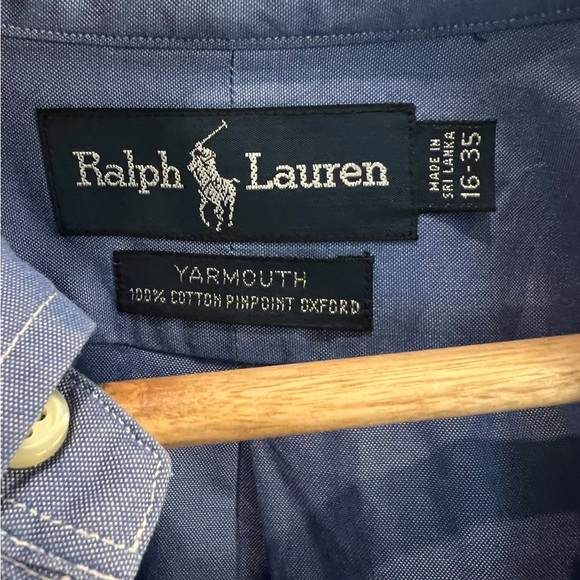 Ralph Lauren
MADE IN
SRI LANKA
16-35
YARMOUTH
100% COTTON PINPOINT OXFORD